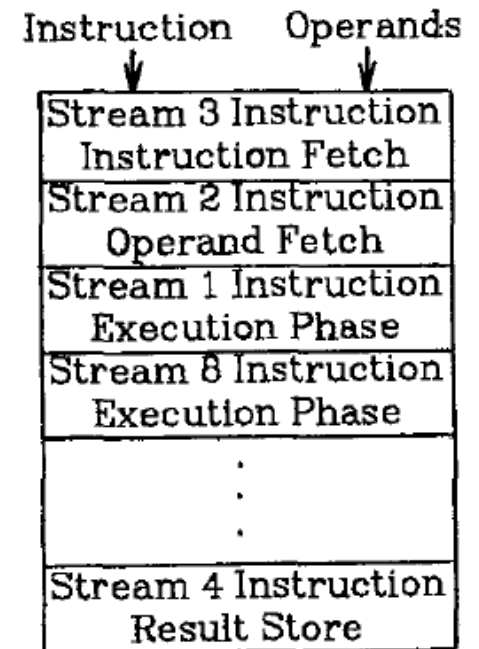 Instruction Operands
Stream 3 Instruction
Instruction Fetch
Stream 2 Instruction
Operand Fetch
Stream 1 Instruction
Execution Phase
Stream 8 Instruction
Execution Phase
.
.
.
Stream 4 Instruction
Result Store